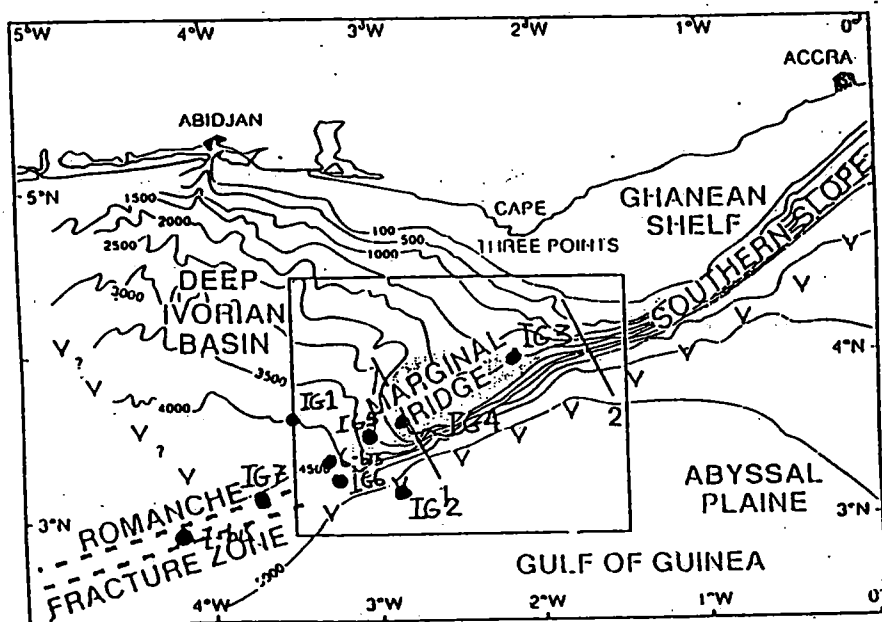 5°W
4°W
3°W
2°W
1°W
0°
ACCRA
ABIDJAN
5°N
1500
2000
2500
3000
100
500
1000
CAPE
THREE POINTS
GHANEAN
SHELF
SOUTHERN SLOPE
DEEP
IVORIAN
BASIN
?
3500
4000
MARGINAL
RIDGE
IG3
4°N
2
IG1
IG5
IG4
4500
IG6
IG7
1
IG2
?
ROMANCHE
FRACTURE ZONE
5000
ABYSSAL
PLAINE
3°N
3°N
GULF OF GUINEA
4°W
3°W
2°W
1°W